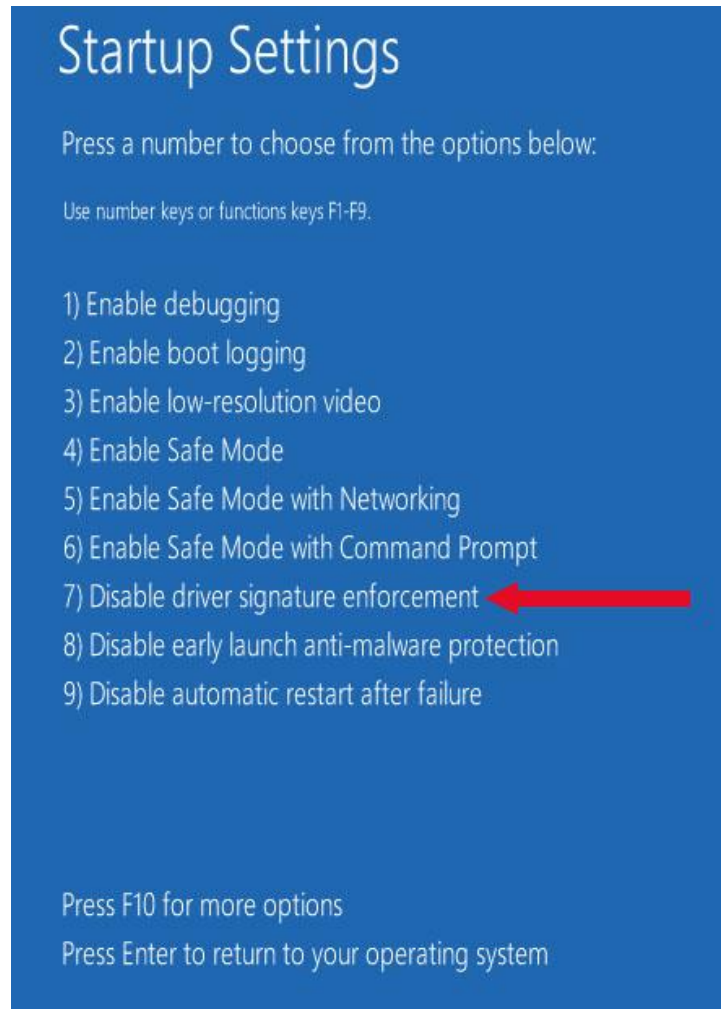 Startup Settings
Press a number to choose from the options below:
Use number keys or functions keys F1-F9.
1) Enable debugging
2) Enable boot logging
3) Enable low-resolution video
4) Enable Safe Mode
5) Enable Safe Mode with Networking
6) Enable Safe Mode with Command Prompt
7) Disable driver signature enforcement
8) Disable early launch anti-malware protection
9) Disable automatic restart after failure
Press F10 for more options
Press Enter to return to your operating system